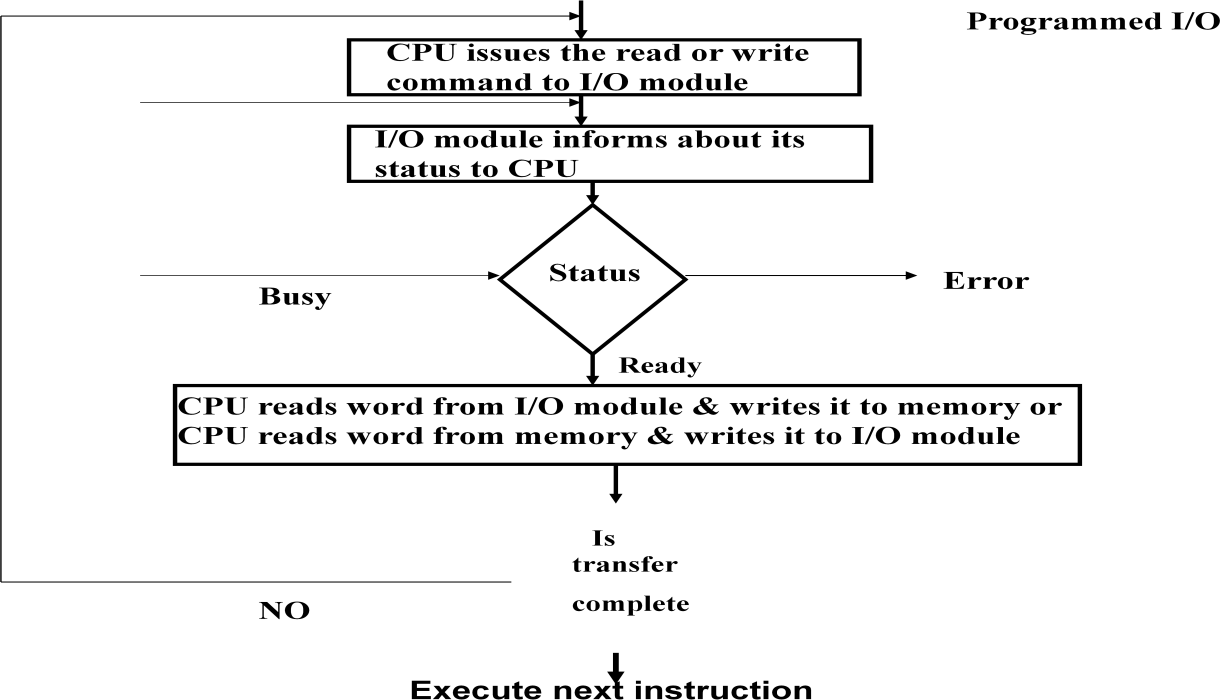 Programmed I/O
CPU issues the read or write
command to I/O module
I/O module informs about its
status to CPU
Status
Busy
Error
Ready
CPU reads word from I/O module & writes it to memory or
CPU reads word from memory & writes it to I/O module
Is
transfer
complete
NO
Execute next instruction